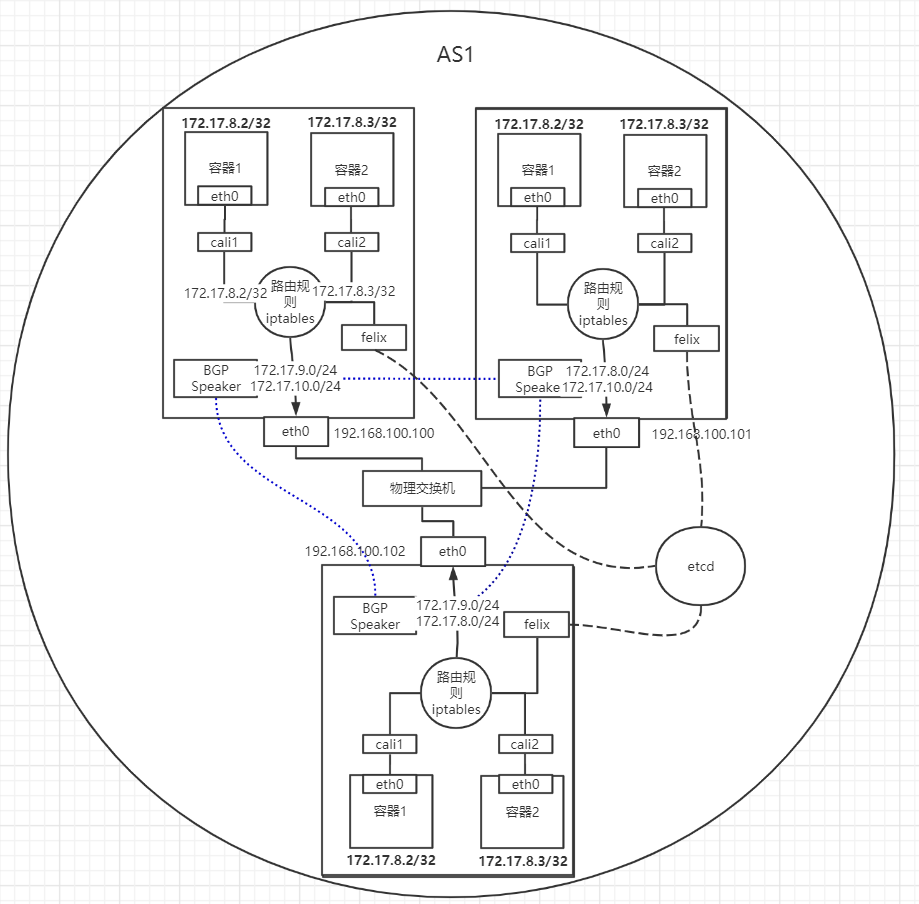 AS1
172.17.8.2/32
172.17.8.3/32
容器1
容器2
eth0
eth0
cali1
cali2
172.17.8.2/32
172.17.8.3/32
路由规
则
iptables
felix
BGP
Speaker
172.17.9.0/24
172.17.10.0/24
eth0
192.168.100.100
172.17.8.2/32
172.17.8.3/32
容器1
容器2
eth0
eth0
cali1
cali2
路由规
则
iptables
felix
BGP
Speake
172.17.8.0/24
172.17.10.0/24
eth0
192.168.100.101
物理交换机
192.168.100.102
eth0
etcd
BGP
Speaker
172.17.9.0/24
172.17.8.0/24
felix
路由规
则
iptables
cali1
cali2
eth0
eth0
容器1
容器2
172.17.8.2/32
172.17.8.3/32